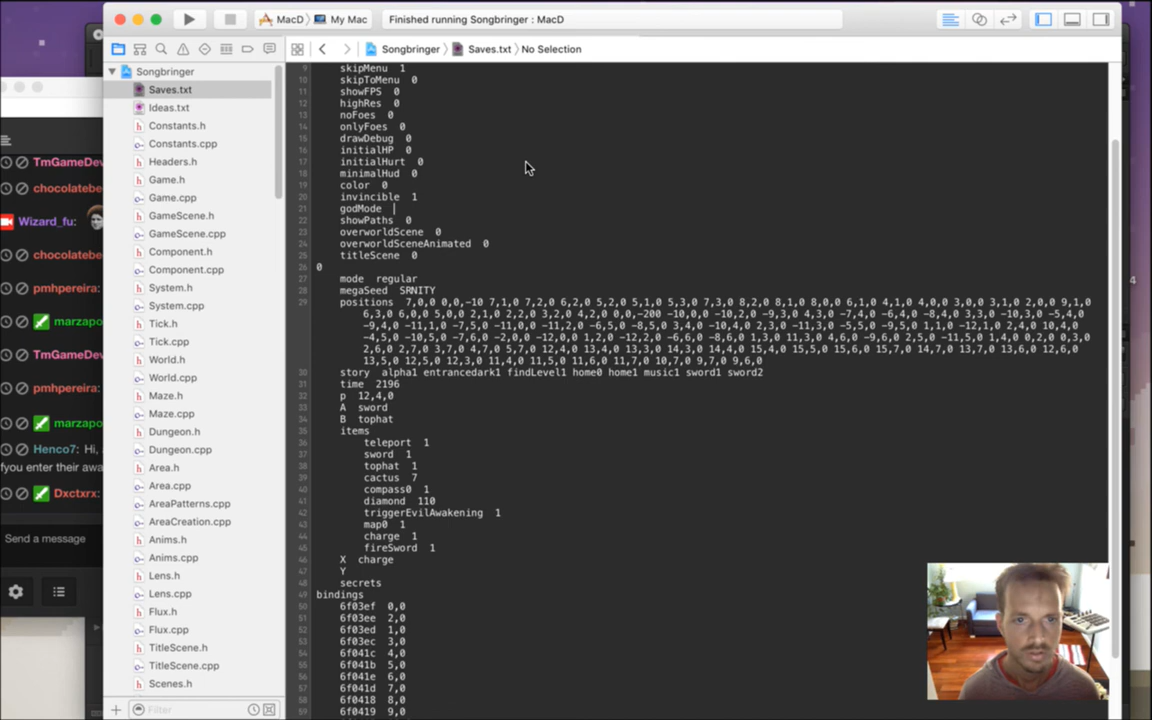 MacD 〉 My Mac
Finished running Songbringer : MacD
Songbringer 〉 Saves.txt 〉 No Selection
TmGameDev
chocolatebe
Wizard_fu:
chocolatebe
pmhpereira:
marzapo
TmGameDev
pmhpereira:
marzapo
Henco7: Hi,
fyou enter their awa
Dxctxrx:
Send a message
Songbringer
Saves.txt
Ideas.txt
Constants.h
Constants.cpp
Headers.h
Game.h
Game.cpp
GameScene.h
GameScene.cpp
Component.h
Component.cpp
System.h
System.cpp
Tick.h
Tick.cpp
World.h
World.cpp
Maze.h
Maze.cpp
Dungeon.h
Dungeon.cpp
Area.h
Area.cpp
AreaPatterns.cpp
AreaCreation.cpp
Anims.h
Anims.cpp
Lens.h
Lens.cpp
Flux.h
Flux.cpp
TitleScene.h
TitleScene.cpp
Scenes.h
Filter
9 skipMenu 1
10 skipToMenu 0
11 showFPS 0
12 highRes 0
13 noFoes 0
14 onlyFoes 0
15 drawDebug 0
16 initialHP 0
17 initialHurt 0
18 minimalHud 0
19 color 0
20 invincible 1
21 godMode
22 showPaths 0
23 overworldScene 0
24 overworldSceneAnimated 0
25 titleScene 0
26 0
27 mode regular
28 megaSeed SRNITY
29 positions 7,0,0 0,0,-10 7,1,0 7,2,0 6,2,0 5,2,0 5,1,0 5,3,0 7,3,0 8,2,0 8,1,0 8,0,0 6,1,0 4,1,0 4,0,0 3,0,0 3,1,0 2,0,0 9,1,0
6,3,0 6,0,0 5,0,0 2,1,0 2,2,0 3,2,0 4,2,0 0,0,-200 -10,0,0 -10,2,0 -9,3,0 4,3,0 -7,4,0 -6,4,0 -8,4,0 3,3,0 -10,3,0 -5,4,0
-9,4,0 -11,1,0 -7,5,0 -11,0,0 -11,2,0 -6,5,0 -8,5,0 3,4,0 -10,4,0 2,3,0 -11,3,0 -5,5,0 -9,5,0 1,1,0 -12,1,0 2,4,0 10,4,0
-4,5,0 -10,5,0 -7,6,0 -2,0,0 -12,0,0 1,2,0 -12,2,0 -6,6,0 -8,6,0 1,3,0 11,3,0 4,6,0 -9,6,0 2,5,0 -11,5,0 1,4,0 0,2,0 0,3,0
2,6,0 2,7,0 3,7,0 4,7,0 5,7,0 12,4,0 13,4,0 13,3,0 14,3,0 14,4,0 15,4,0 15,5,0 15,6,0 15,7,0 14,7,0 13,7,0 13,6,0 12,6,0
13,5,0 12,5,0 12,3,0 11,4,0 11,5,0 11,6,0 11,7,0 10,7,0 9,7,0 9,6,0
30 story alpha1 entrancedark1 findLevel1 home0 home1 music1 sword1 sword2
31 time 2196
32 p 12,4,0
33 A sword
34 B tophat
35 items
36 teleport 1
37 sword 1
38 tophat 1
39 cactus 7
40 compass0 1
41 diamond 110
42 triggerEvilAwakening 1
43 map0 1
44 charge 1
45 fireSword 1
46 X charge
47 Y
48 secrets
49 bindings
50 6f03ef 0,0
51 6f03ee 2,0
52 6f03ed 1,0
53 6f03ec 3,0
54 6f041c 4,0
55 6f041b 5,0
56 6f041e 6,0
57 6f041d 7,0
58 6f0418 8,0
59 6f0419 9,0